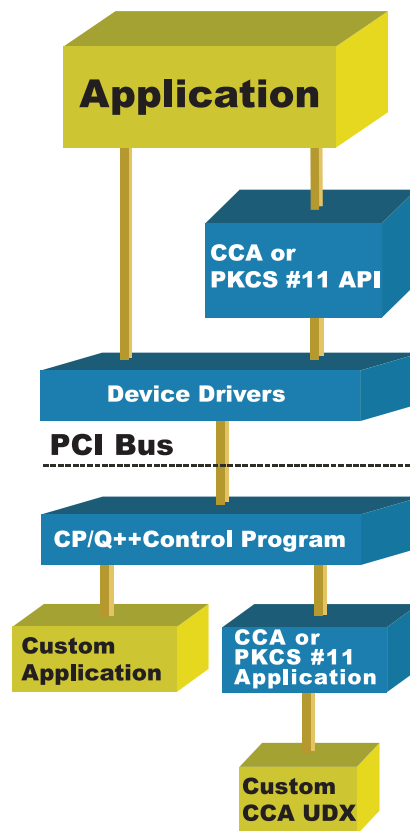 Application
CCA or
PKCS #11 API
Device Drivers
PCI Bus
CP/Q++Control Program
Custom
Application
CCA or
PKCS #11
Application
Custom
CCA UDX